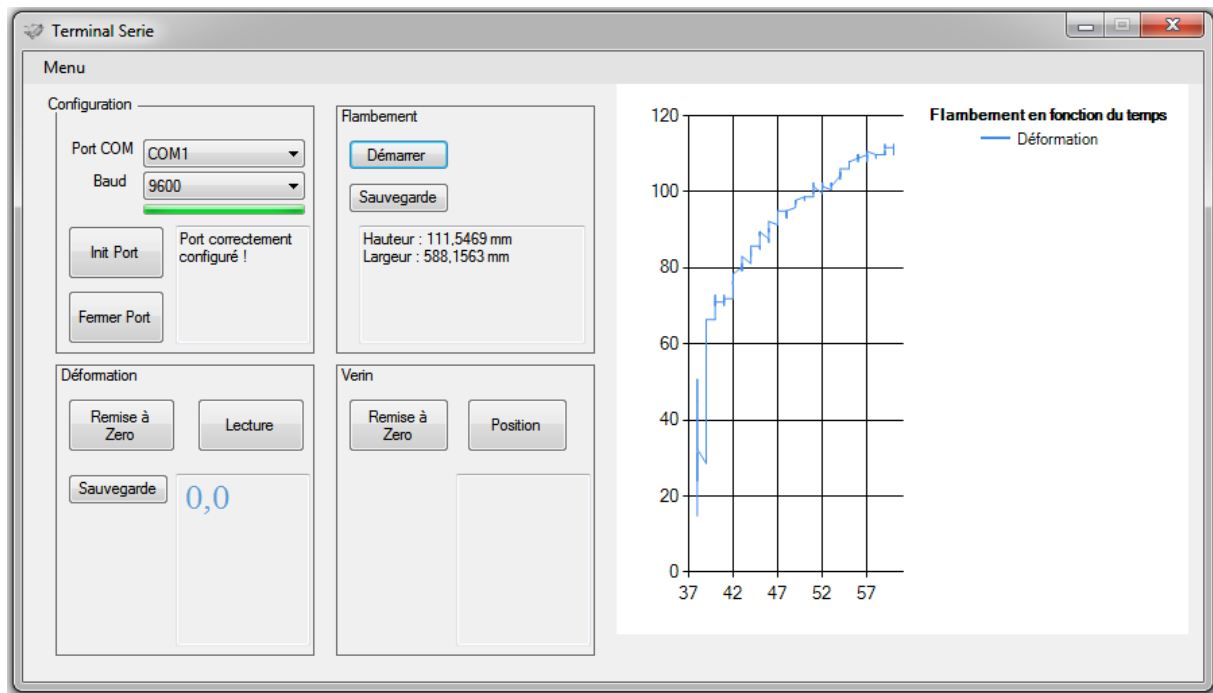 Terminal Serie
Menu
Configuration
Port COM
COM1
Baud
9600
Init Port
Port correctement
configuré !
Fermer Port
Flambement
Démarrer
Sauvegarde
Hauteur : 111,5469 mm
Largeur : 588,1563 mm
Déformation
Remise à
Zero
Lecture
Sauvegarde
0,0
Verin
Remise à
Zero
Position
Flambement en fonction du temps
Déformation
120
100
80
60
40
20
0
37 42 47 52 57